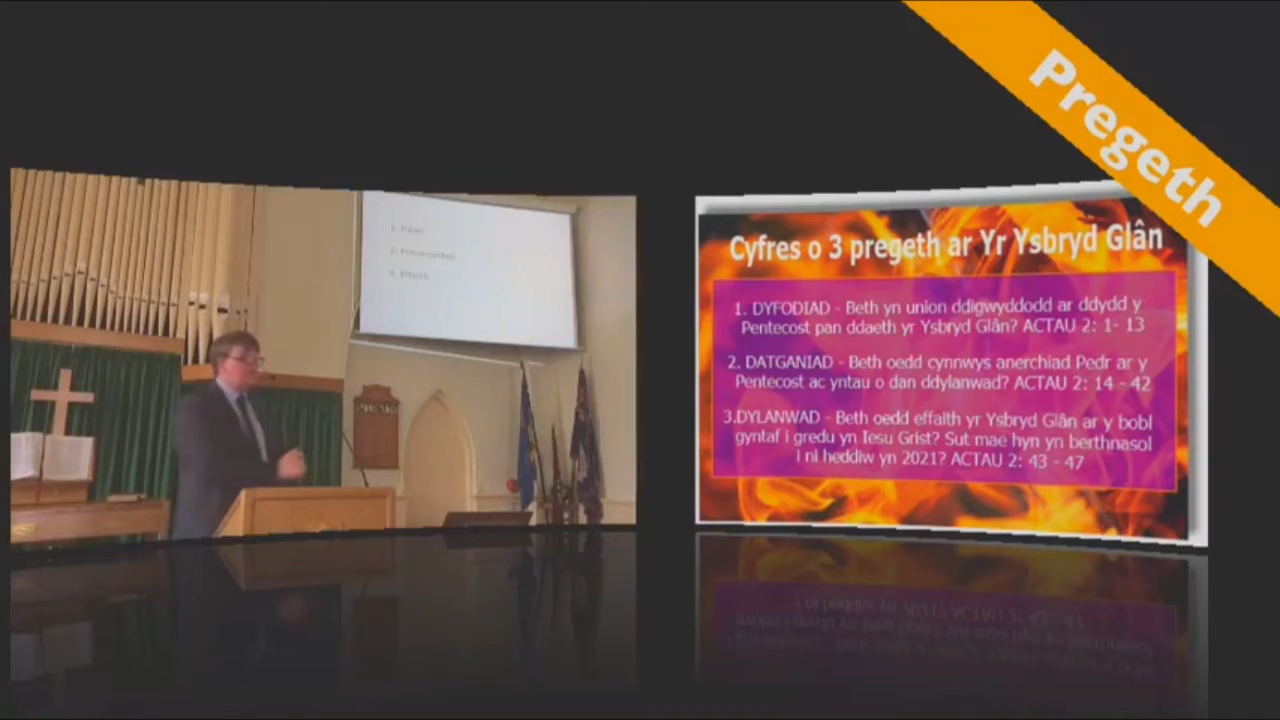 Pregeth
Cyfres o 3 pregeth ar Yr Ysbryd Glân
1. DYFODIAD - Beth yn union ddigwyddodd ar ddydd y
Pentecost pan ddaeth yr Ysbryd Glân? ACTAU 2: 1- 13
2. DATGANIAD - Beth oedd cynnwys anerchiad Pedr ar y
Pentecost ac yntau o dan ddylanwad? ACTAU 2: 14 - 42
3.DYLANWAD - Beth oedd effaith yr Ysbryd Glân ar y bobl
gyntaf i gredu yn Iesu Grist? Sut mae hyn yn berthnasol
i ni heddiw yn 2021? ACTAU 2: 43 - 47